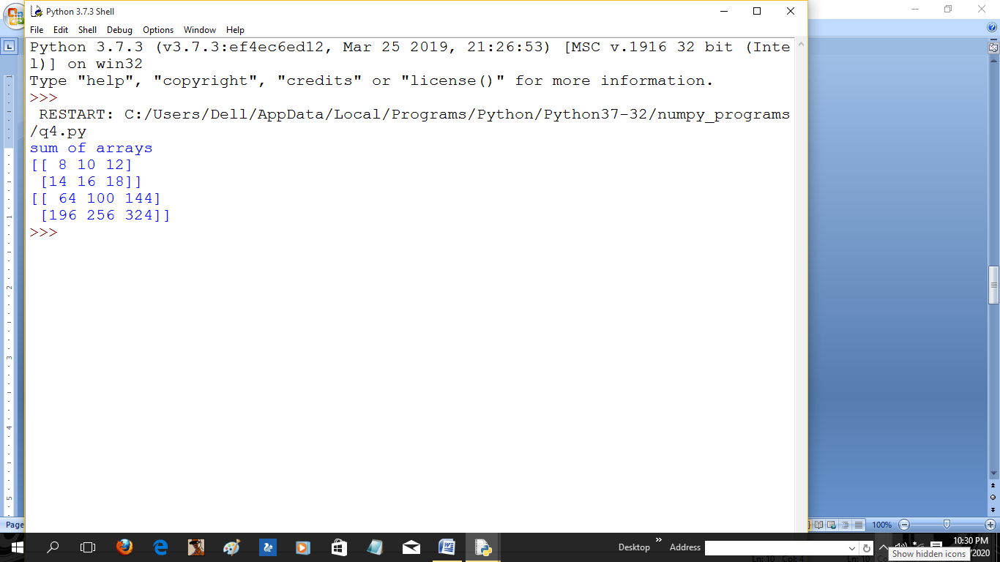 Python 3.7.3 Shell
File Edit Shell Debug Options Window Help
Python 3.7.3 (v3.7.3:ef4ec6ed12, Mar 25 2019, 21:26:53) [MSC v.1916 32 bit (Inte
l)] on win32
Type "help", "copyright", "credits" or "license()" for more information.
>>>
RESTART: C:/Users/Dell/AppData/Local/Programs/Python/Python37-32/numpy_programs
/q4.py
sum of arrays
[[ 8 10 12]
 [14 16 18]]
[[ 64 100 144]
 [196 256 324]]
>>>
1
2
3
4
5
Page
100%
Desktop
»
Address
10:30 PM
/2020
Show hidden icons